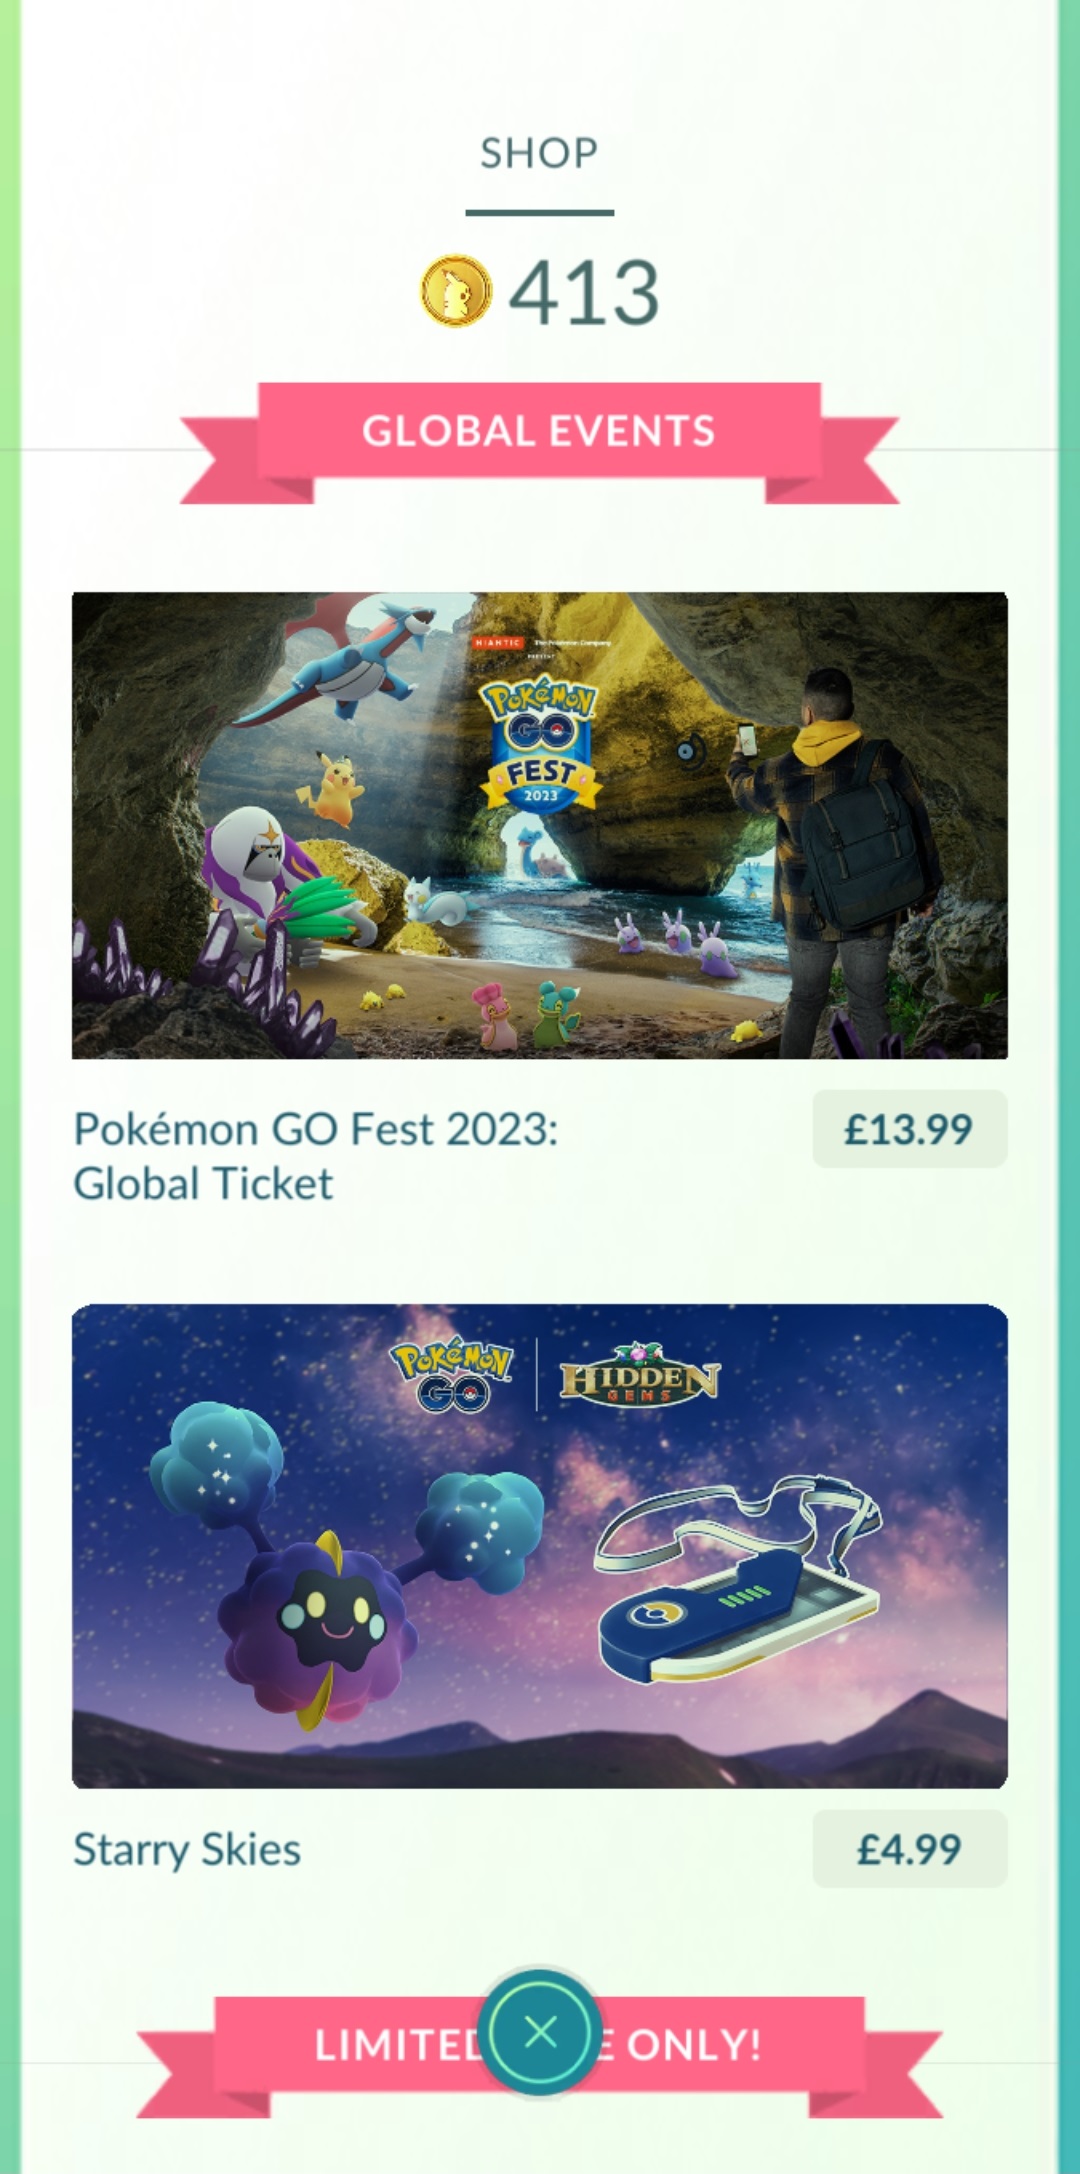 SHOP
413
GLOBAL EVENTS
NIANTIC The Pokémon Company
PRESENT
POKéMON
GO
FEST
2023
Pokémon GO Fest 2023:
Global Ticket
£13.99
POKéMON
GO
HIDDEN
GEMS
Starry Skies
£4.99
LIMITED ONLY!